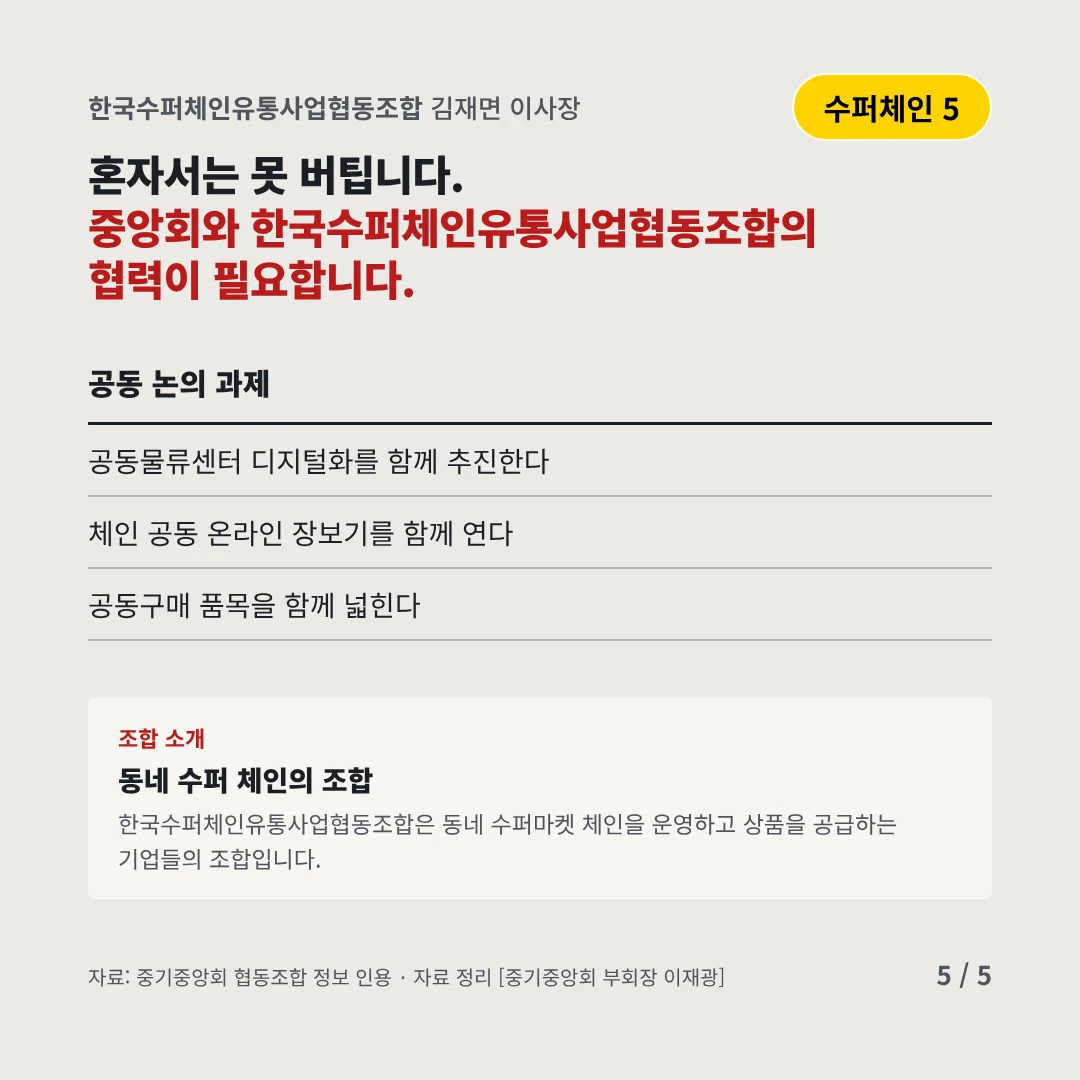 한국수퍼체인유통사업협동조합 김재면 이사장
수퍼체인 5
혼자서는 못 버팁니다.
중앙회와 한국수퍼체인유통사업협동조합의
협력이 필요합니다.
공동 논의 과제
공동물류센터 디지털화를 함께 추진한다
체인 공동 온라인 장보기를 함께 연다
공동구매 품목을 함께 넓힌다
조합 소개
동네 수퍼 체인의 조합
한국수퍼체인유통사업협동조합은 동네 수퍼마켓 체인을 운영하고 상품을 공급하는
기업들의 조합입니다.
자료: 중기중앙회 협동조합 정보 인용 · 자료 정리 [중기중앙회 부회장 이재광]
5 / 5